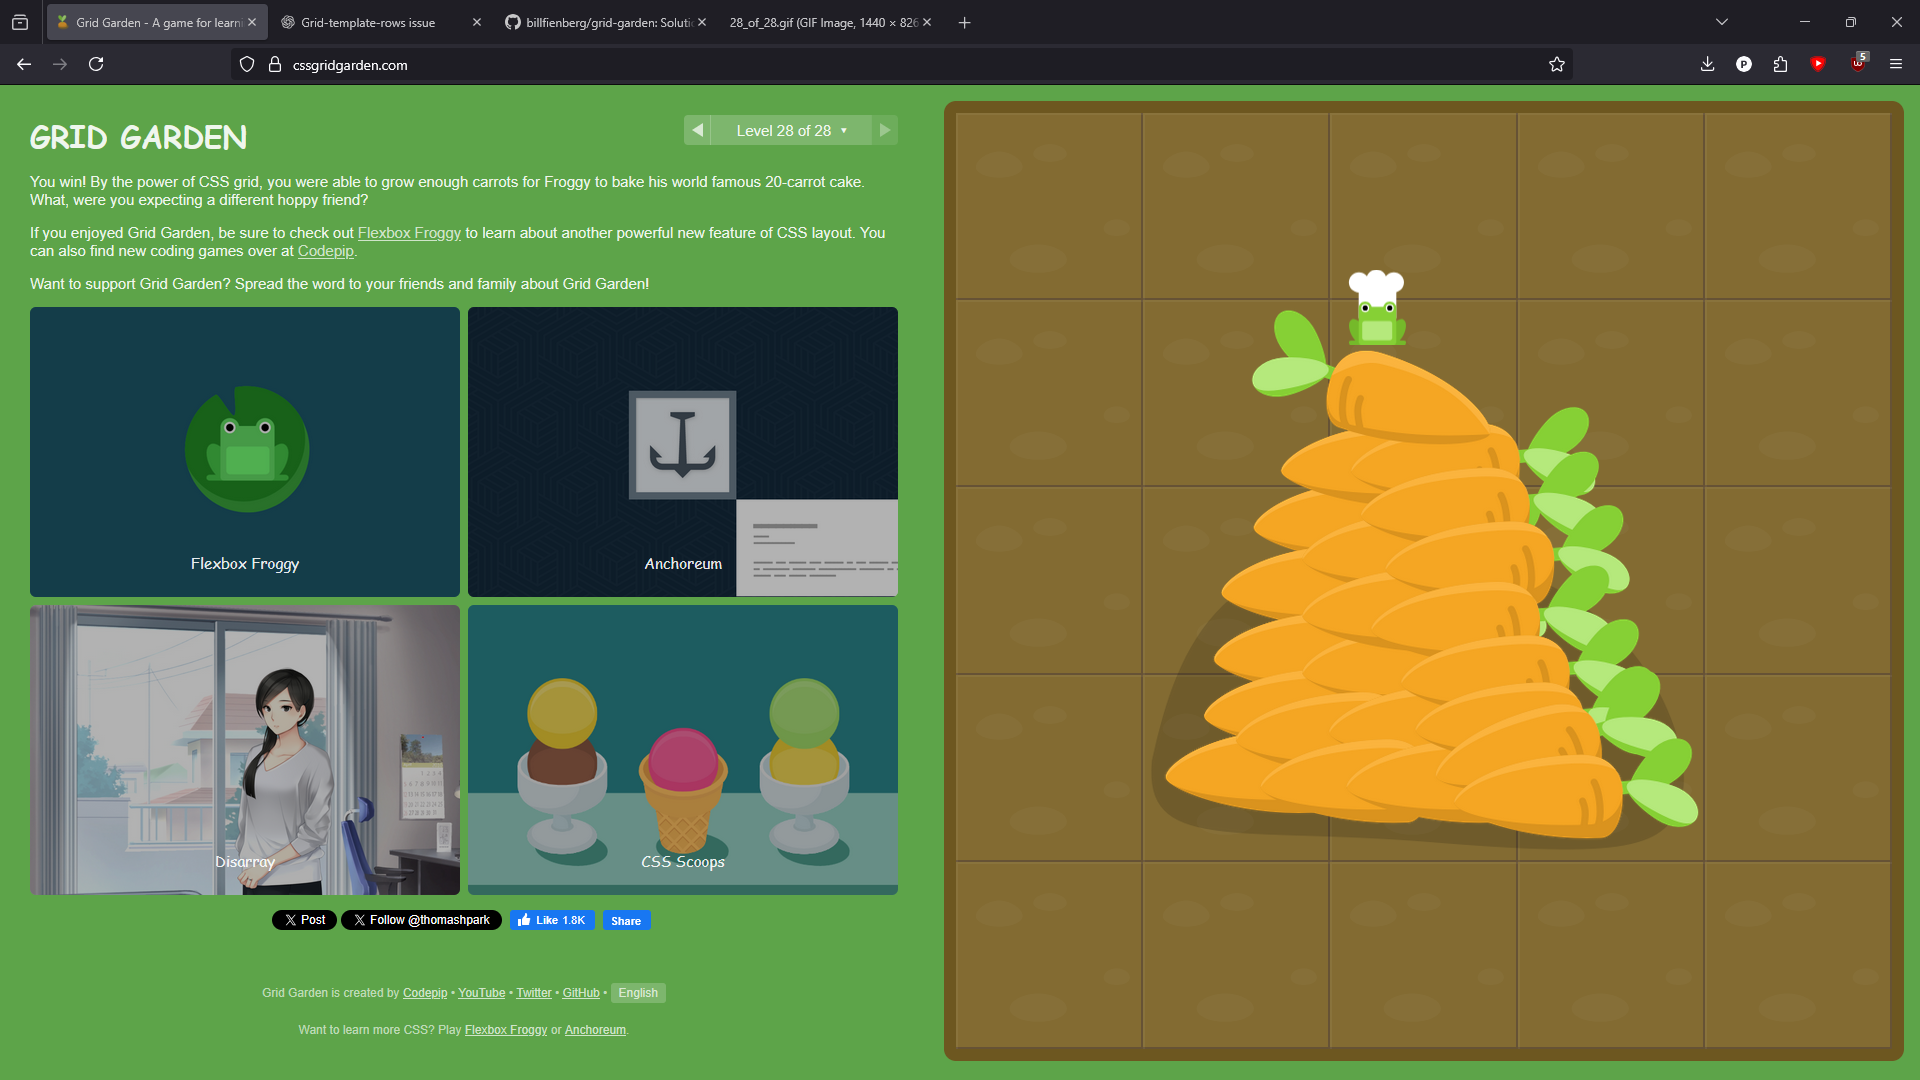 Grid Garden - A game for learni
Grid-template-rows issue
billfienberg/grid-garden: Soluti
28_of_28.gif (GIF Image, 1440 × 826
cssgridgarden.com
5
GRID GARDEN
Level 28 of 28
You win! By the power of CSS grid, you were able to grow enough carrots for Froggy to bake his world famous 20-carrot cake.
What, were you expecting a different hoppy friend?
If you enjoyed Grid Garden, be sure to check out Flexbox Froggy to learn about another powerful new feature of CSS layout. You
can also find new coding games over at Codepip.
Want to support Grid Garden? Spread the word to your friends and family about Grid Garden!
Flexbox Froggy
Anchoreum
Disarray
CSS Scoops
Post
Follow @thomashpark
Like 1.8K
Share
Grid Garden is created by Codepip • YouTube • Twitter • GitHub • English
Want to learn more CSS? Play Flexbox Froggy or Anchoreum.